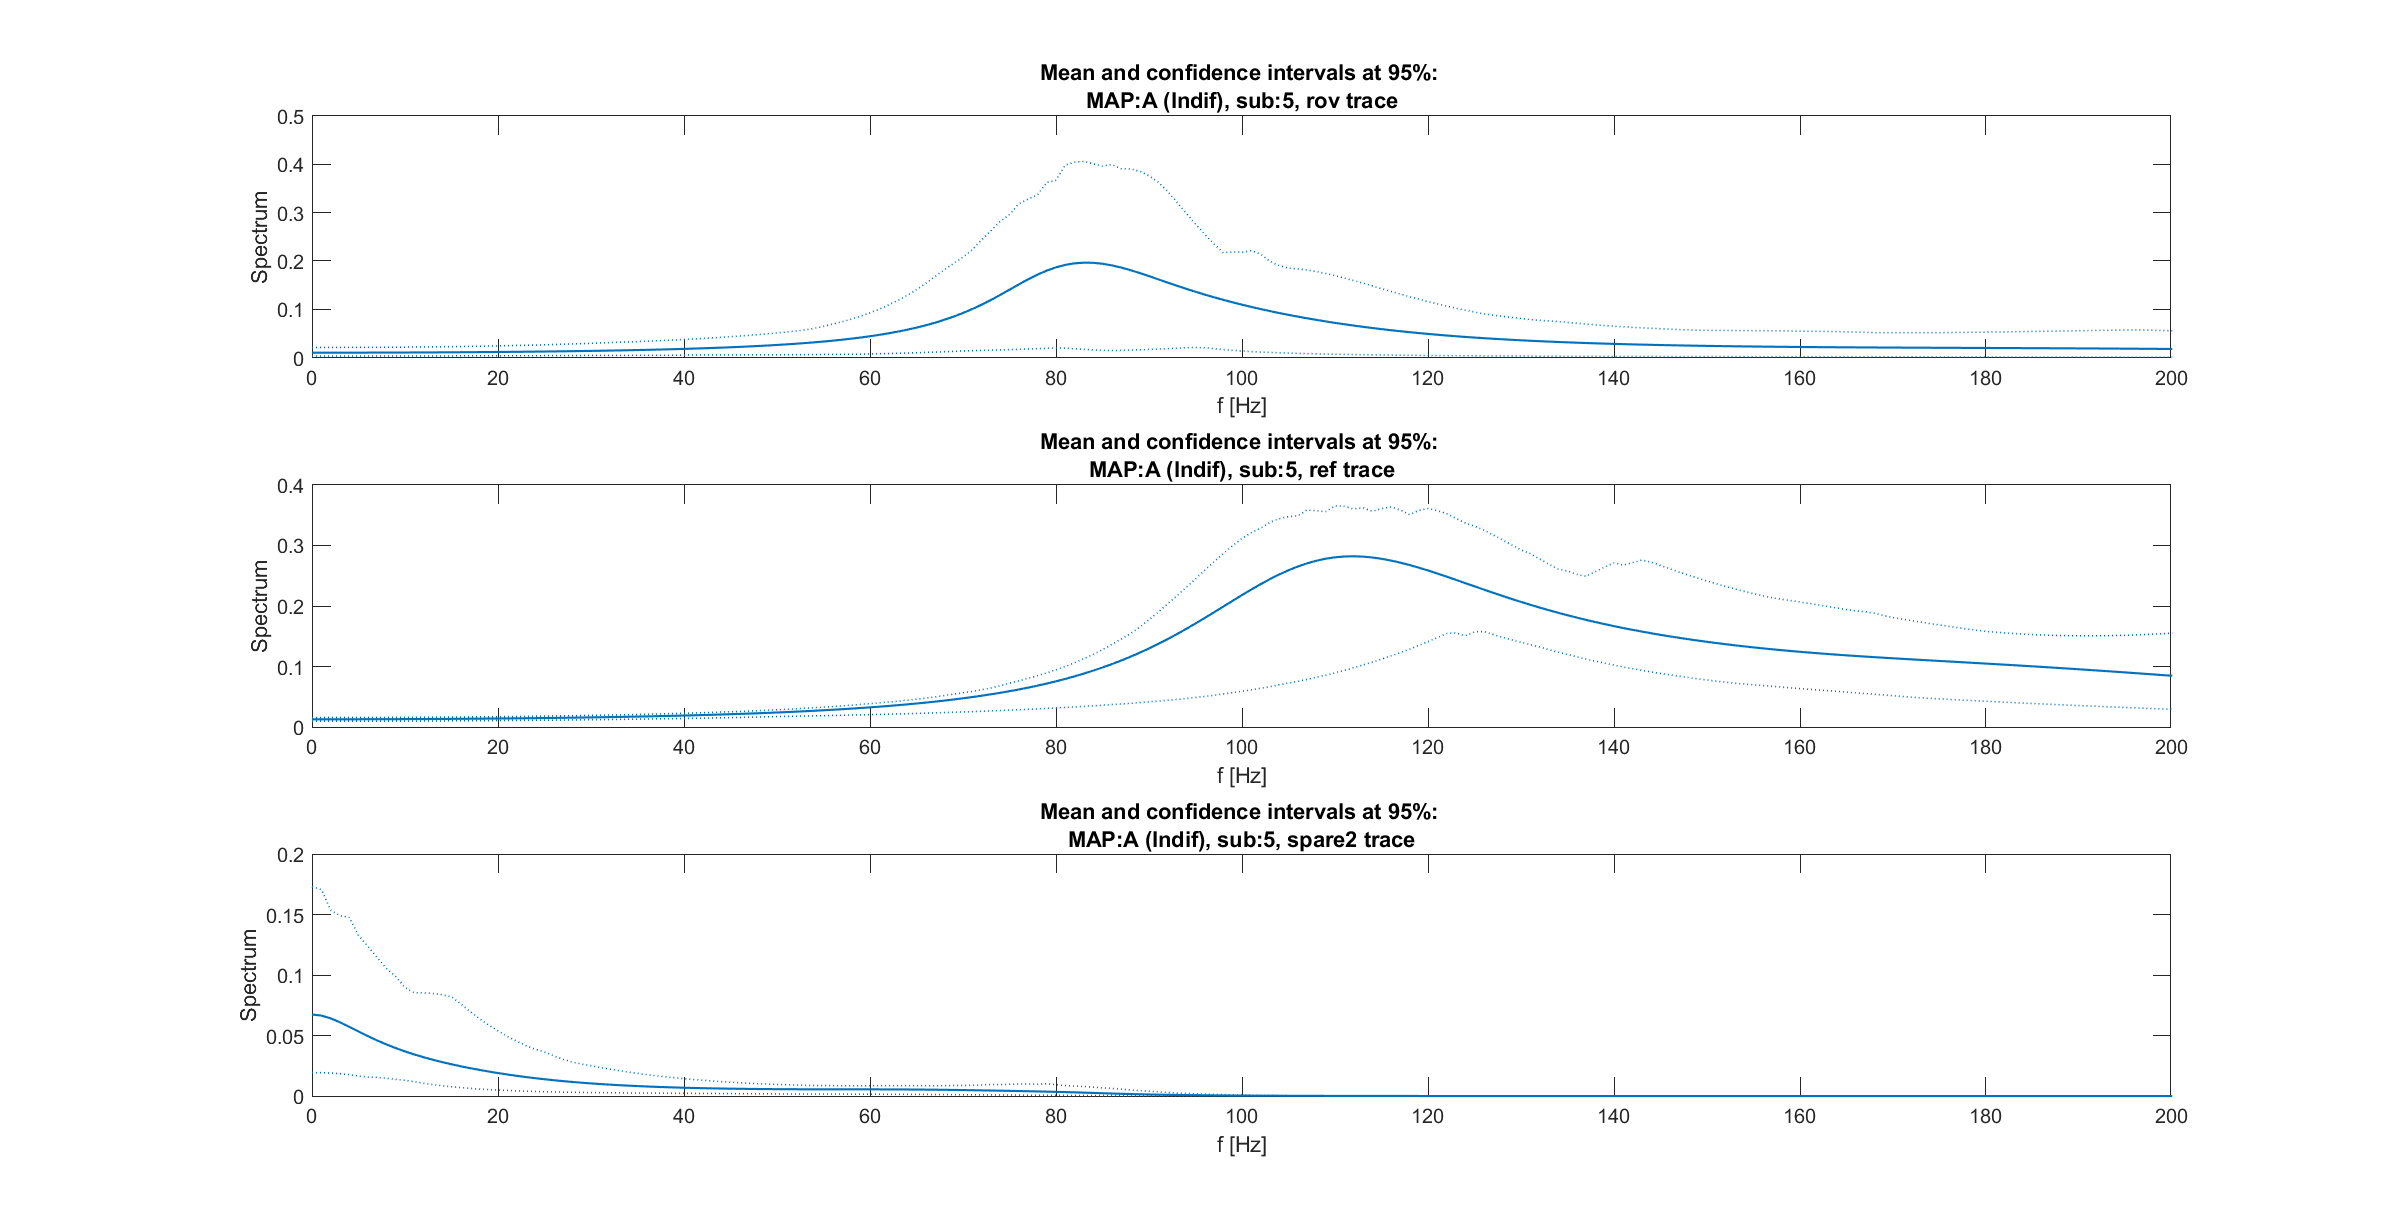 Mean and confidence intervals at 95%:
MAP:A (Indif), sub:5, rov trace
Spectrum
0.5
0.4
0.3
0.2
0.1
0
0 20 40 60 80 100 120 140 160 180 200
f [Hz]
Mean and confidence intervals at 95%:
MAP:A (Indif), sub:5, ref trace
Spectrum
0.4
0.3
0.2
0.1
0
0 20 40 60 80 100 120 140 160 180 200
f [Hz]
Mean and confidence intervals at 95%:
MAP:A (Indif), sub:5, spare2 trace
Spectrum
0.2
0.15
0.1
0.05
0
0 20 40 60 80 100 120 140 160 180 200
f [Hz]